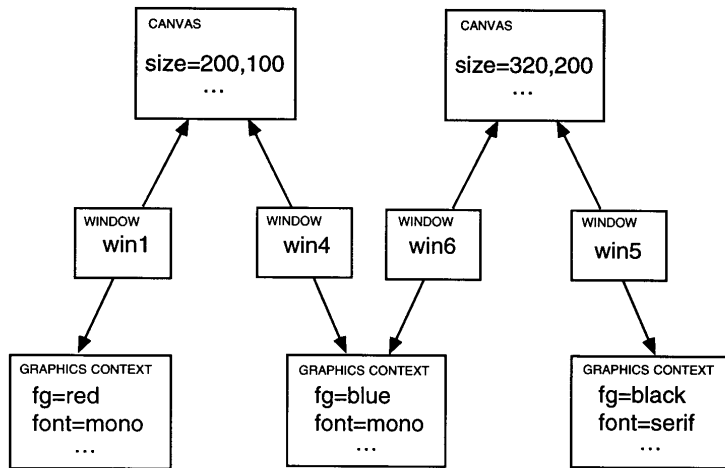 CANVAS
size=200,100
...
CANVAS
size=320,200
...
WINDOW
win1
WINDOW
win4
WINDOW
win6
WINDOW
win5
GRAPHICS CONTEXT
fg=red
font=mono
...
GRAPHICS CONTEXT
fg=blue
font=mono
...
GRAPHICS CONTEXT
fg=black
font=serif
...